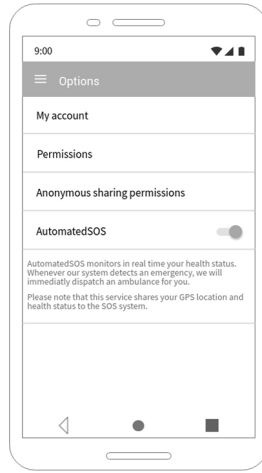 9:00
Options
My account
Permissions
Anonymous sharing permissions
AutomatedSOS
AutomatedSOS monitors in real time your health status.
Whenever our system detects an emergency, we will
immediatly dispatch an ambulance for you.
Please note that this service shares your GPS location and
health status to the SOS system.